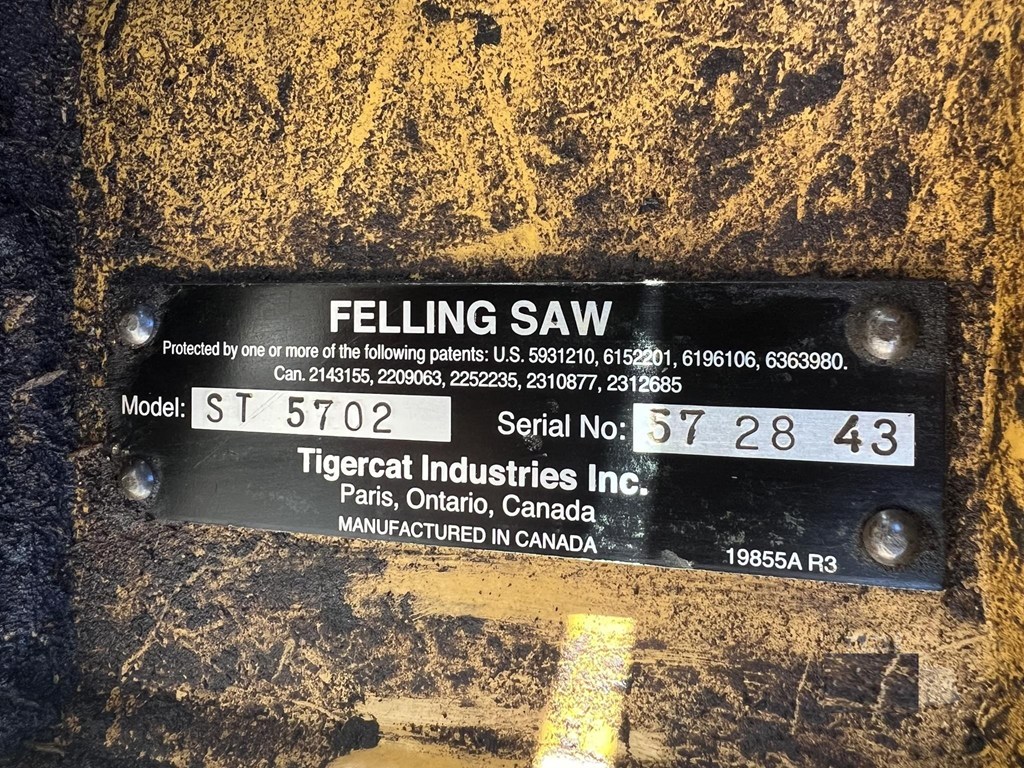 FELLING SAW
Protected by one or more of the following patents: U.S. 5931210, 6152201, 6196106, 6363980.
Can. 2143155, 2209063, 2252235, 2310877, 2312685
Model: ST 5702
Serial No: 57 28 43
Tigercat Industries Inc.
Paris, Ontario, Canada
MANUFACTURED IN CANADA
19855A R3